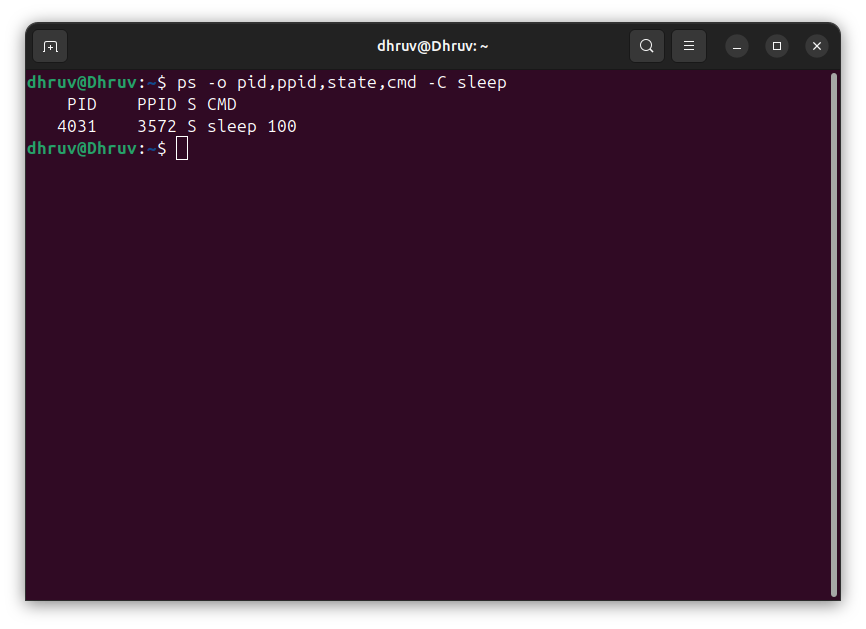 dhruv@Dhruv: ~
dhruv@Dhruv:~$ ps -o pid,ppid,state,cmd -C sleep
    PID    PPID S CMD
   4031    3572 S sleep 100
dhruv@Dhruv:~$